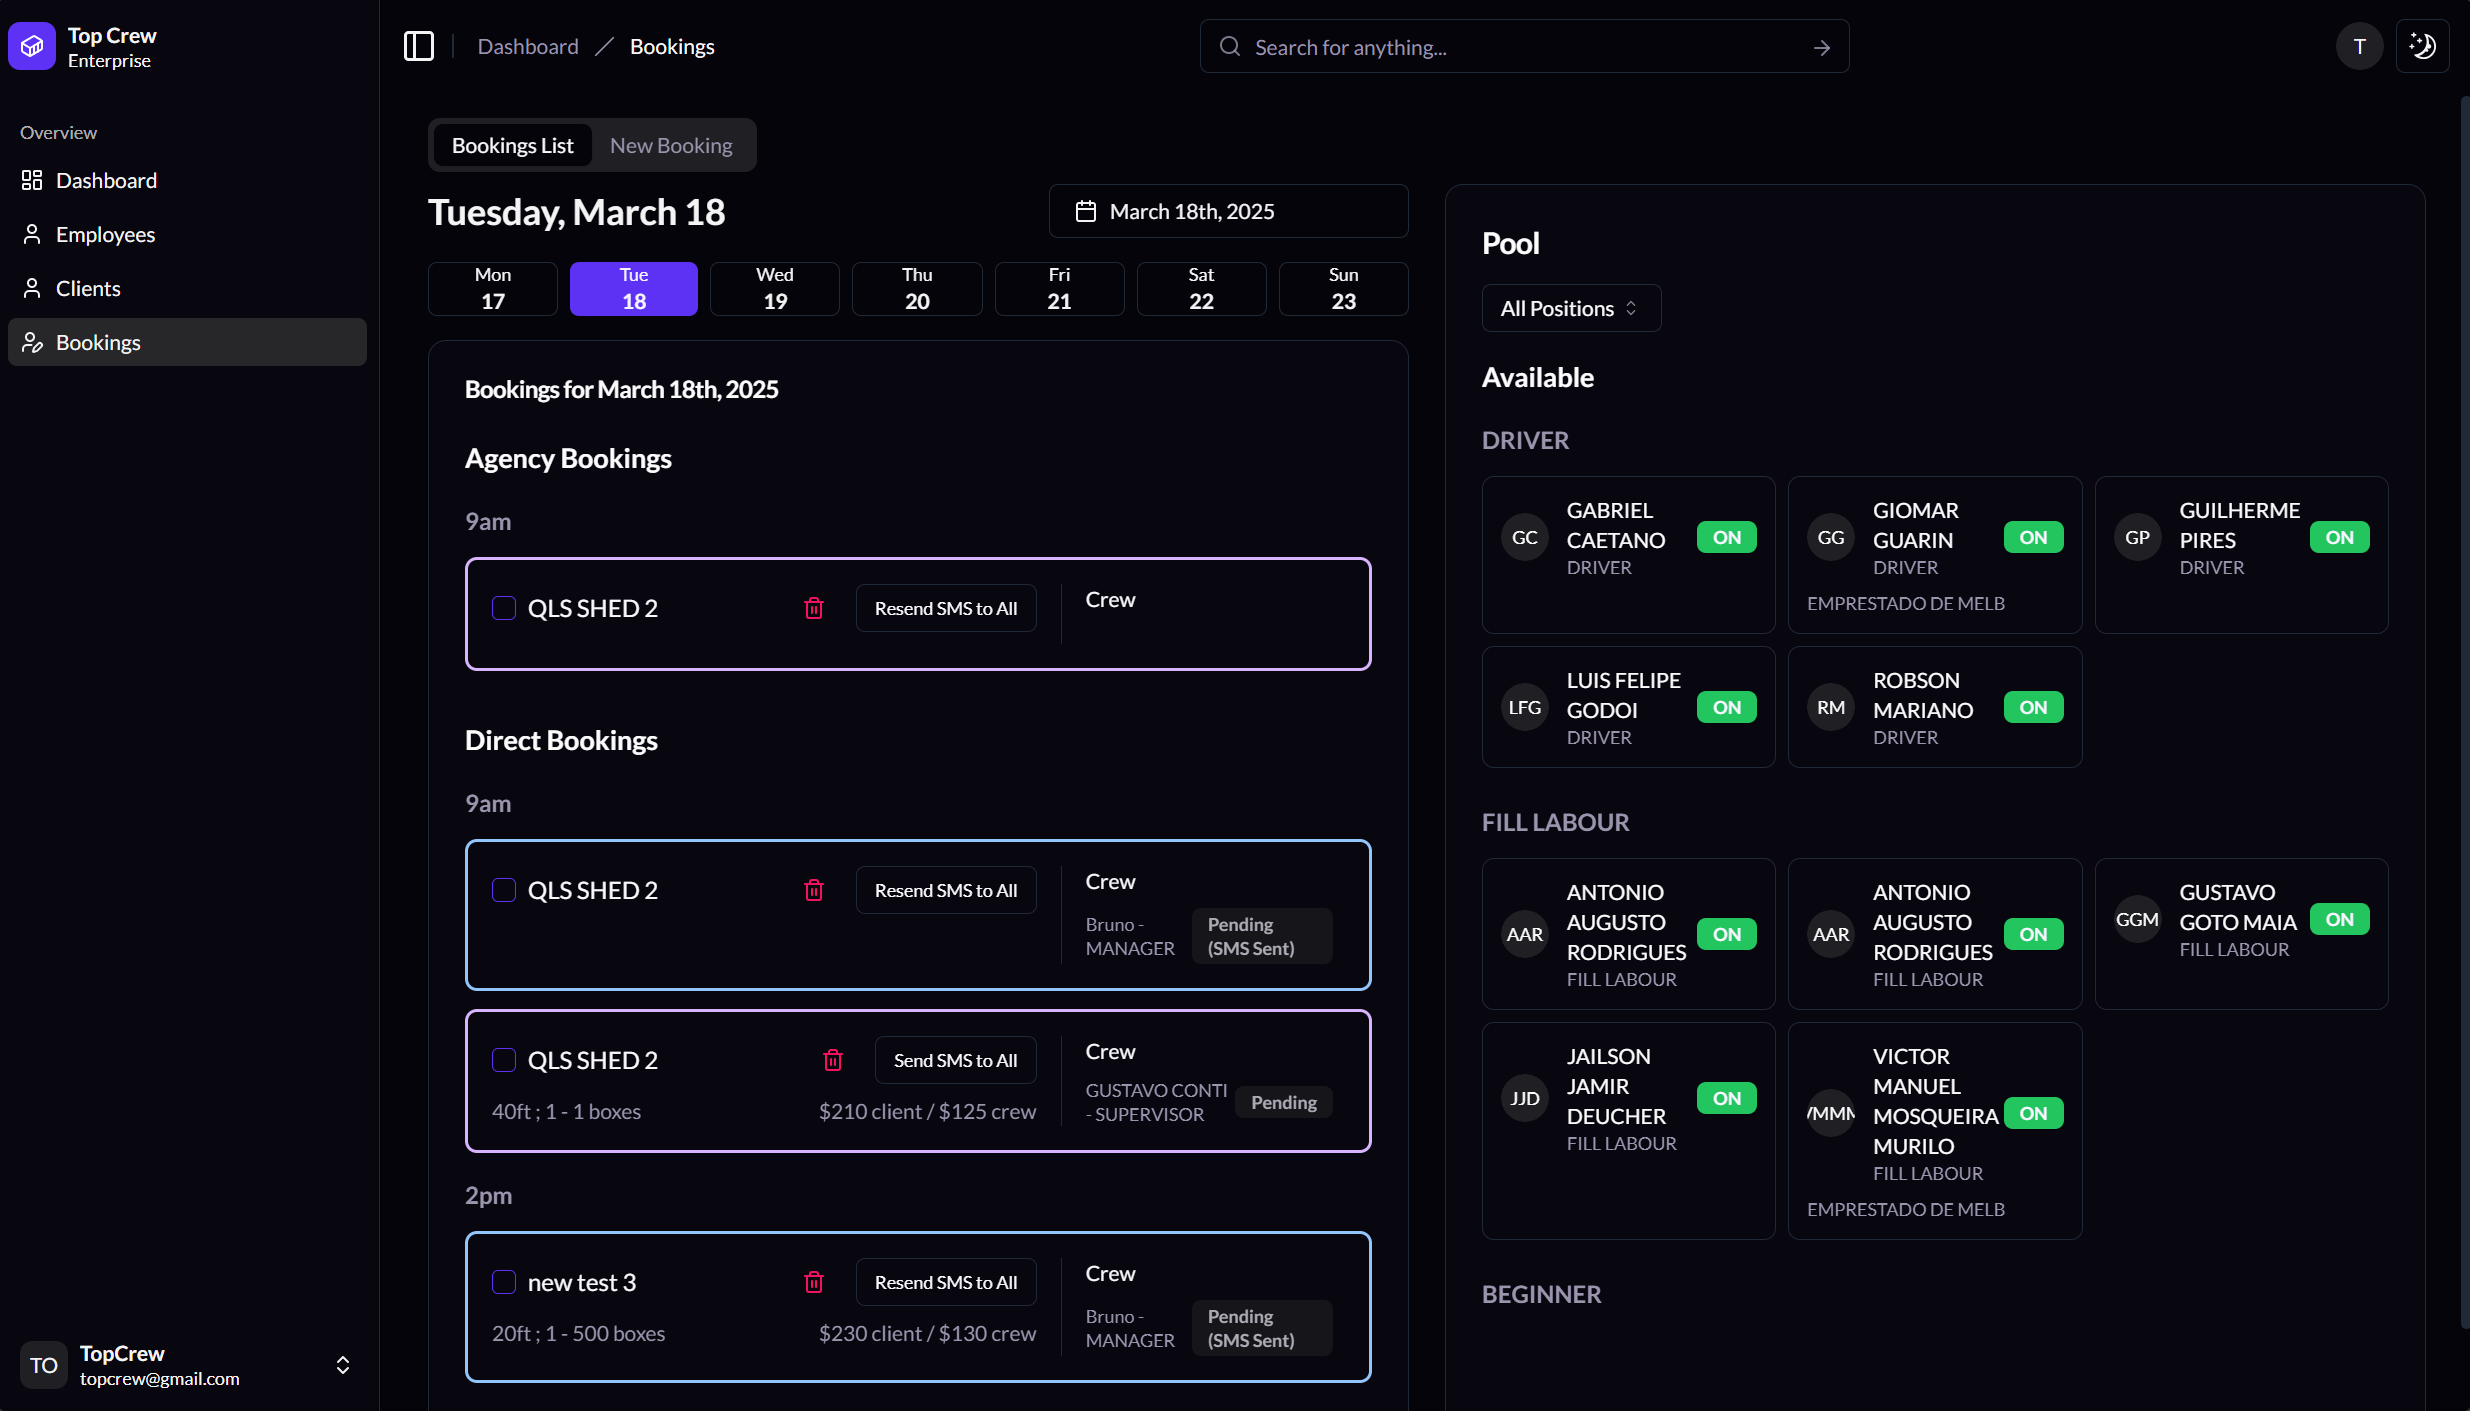 Top Crew
Enterprise
Overview
Dashboard
Employees
Clients
Bookings
TO
TopCrew
topcrew@gmail.com
Dashboard / Bookings
Search for anything...
T
Bookings List
New Booking
Tuesday, March 18
March 18th, 2025
Mon
17
Tue
18
Wed
19
Thu
20
Fri
21
Sat
22
Sun
23
Bookings for March 18th, 2025
Agency Bookings
9am
QLS SHED 2
Resend SMS to All
Crew
Direct Bookings
9am
QLS SHED 2
Resend SMS to All
Crew
Bruno -
MANAGER
Pending
(SMS Sent)
QLS SHED 2
Send SMS to All
40ft ; 1 - 1 boxes
$210 client / $125 crew
Crew
GUSTAVO CONTI
- SUPERVISOR
Pending
2pm
new test 3
Resend SMS to All
20ft ; 1 - 500 boxes
$230 client / $130 crew
Crew
Bruno -
MANAGER
Pending
(SMS Sent)
Pool
All Positions
Available
DRIVER
GC
GABRIEL
CAETANO
DRIVER
ON
GG
GIOMAR
GUARIN
DRIVER
ON
EMPRESTADO DE MELB
GP
GUILHERME
PIRES
DRIVER
ON
LFG
LUIS FELIPE
GODOI
DRIVER
ON
RM
ROBSON
MARIANO
DRIVER
ON
FILL LABOUR
AAR
ANTONIO
AUGUSTO
RODRIGUES
FILL LABOUR
ON
AAR
ANTONIO
AUGUSTO
RODRIGUES
FILL LABOUR
ON
GGM
GUSTAVO
GOTO MAIA
FILL LABOUR
ON
JJD
JAILSON
JAMIR
DEUCHER
FILL LABOUR
ON
VICTOR
MANUEL
MOSQUEIRA
MURILO
FILL LABOUR
ON
EMPRESTADO DE MELB
BEGINNER